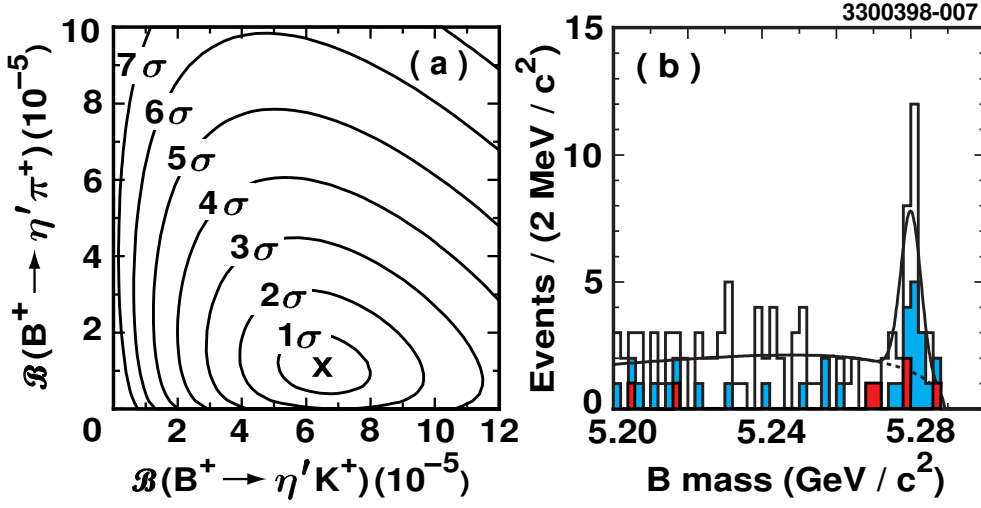 3300398-007
( a )
10
8
6
4
2
0
2 4 6 8 10 12
7σ
6σ
5σ
4σ
3σ
2σ
1σ
x
ℬ(B⁺ → η′π⁺)(10⁻⁵)
ℬ(B⁺ → η′K⁺)(10⁻⁵)
( b )
15
10
5
0
5.20 5.24 5.28
Events / (2 MeV / c²)
B mass (GeV / c²)